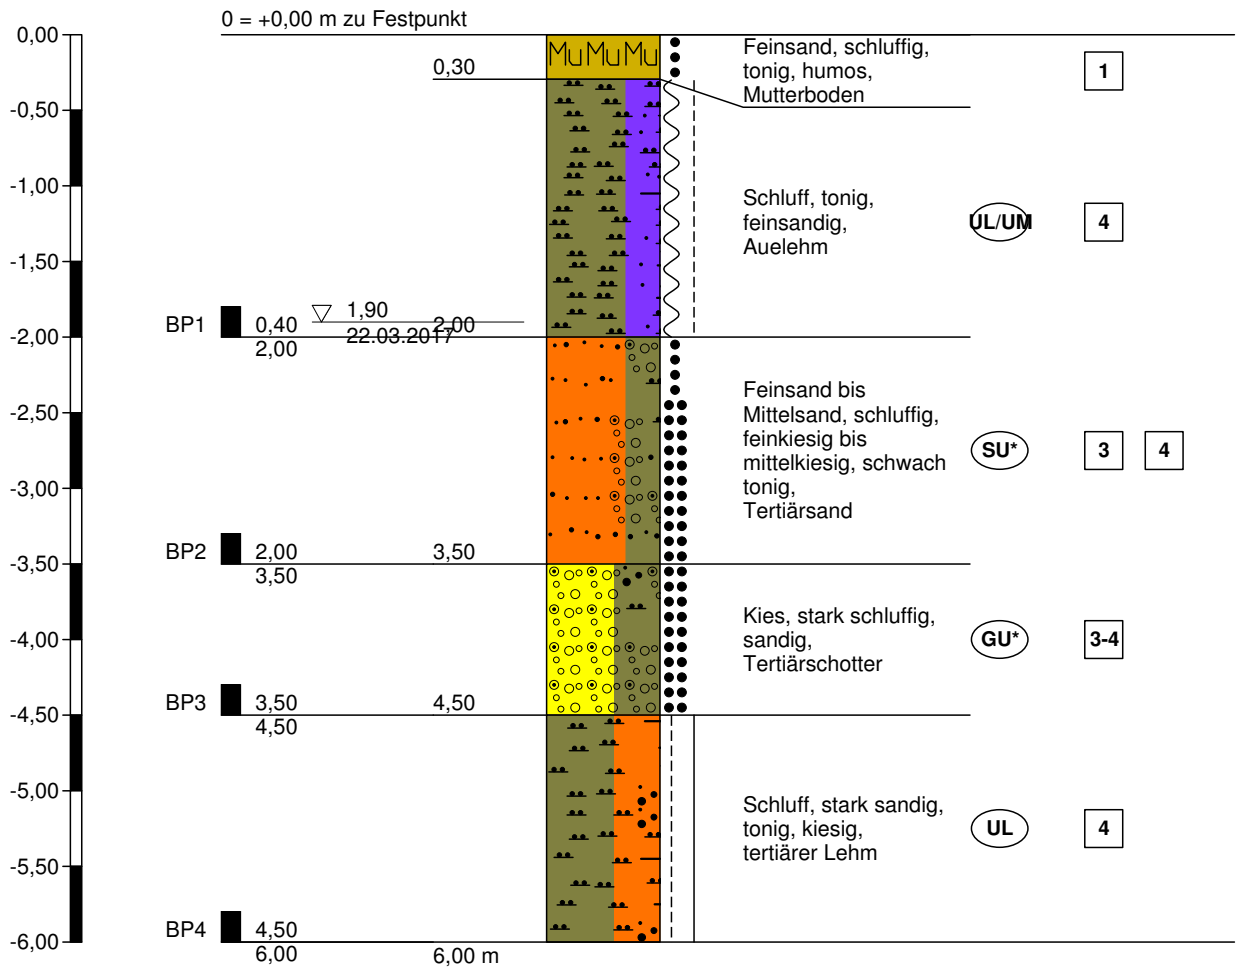 0 = +0,00 m zu Festpunkt
0,00
-0,50
-1,00
-1,50
-2,00
-2,50
-3,00
-3,50
-4,00
-4,50
-5,00
-5,50
-6,00
Mu Mu Mu
0,30
Feinsand, schluffig,
tonig, humos,
Mutterboden
1
Schluff, tonig,
feinsandig,
Auelehm
UL/UM
4
1,90
22.03.2017
BP1
0,40
2,00
2,00
Feinsand bis
Mittelsand, schluffig,
feinkiesig bis
mittelkiesig, schwach
tonig,
Tertiärsand
SU*
3
4
BP2
2,00
3,50
3,50
Kies, stark schluffig,
sandig,
Tertiärschotter
GU*
3-4
BP3
3,50
4,50
4,50
Schluff, stark sandig,
tonig, kiesig,
tertiärer Lehm
UL
4
BP4
4,50
6,00
6,00 m